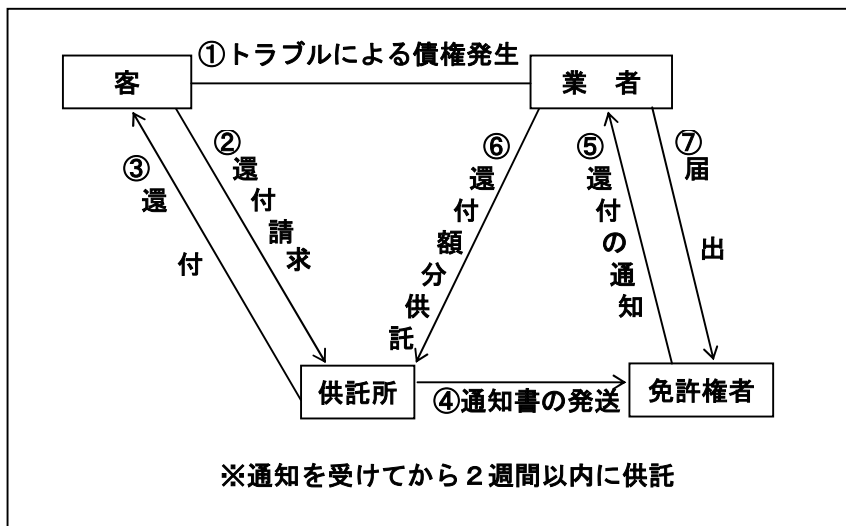 ①トラブルによる債権発生
客
業　者
②還付請求
③還付
⑥還付額分供託
⑤還付の通知
⑦届出
供託所
④通知書の発送
免許権者
※通知を受けてから２週間以内に供託